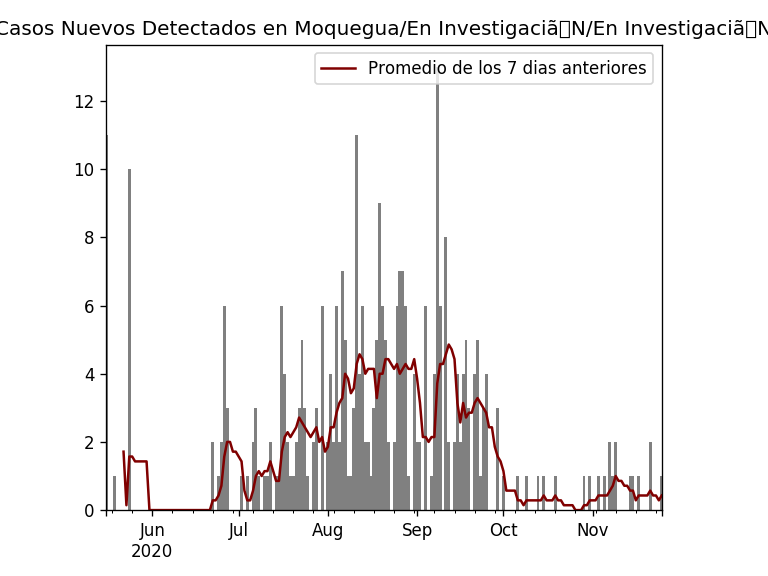 Casos Nuevos Detectados en Moquegua/En Investigaciã▯N/En Investigaciã▯N
Promedio de los 7 dias anteriores
12
10
8
6
4
2
0
Jun Jul Aug Sep Oct Nov
2020